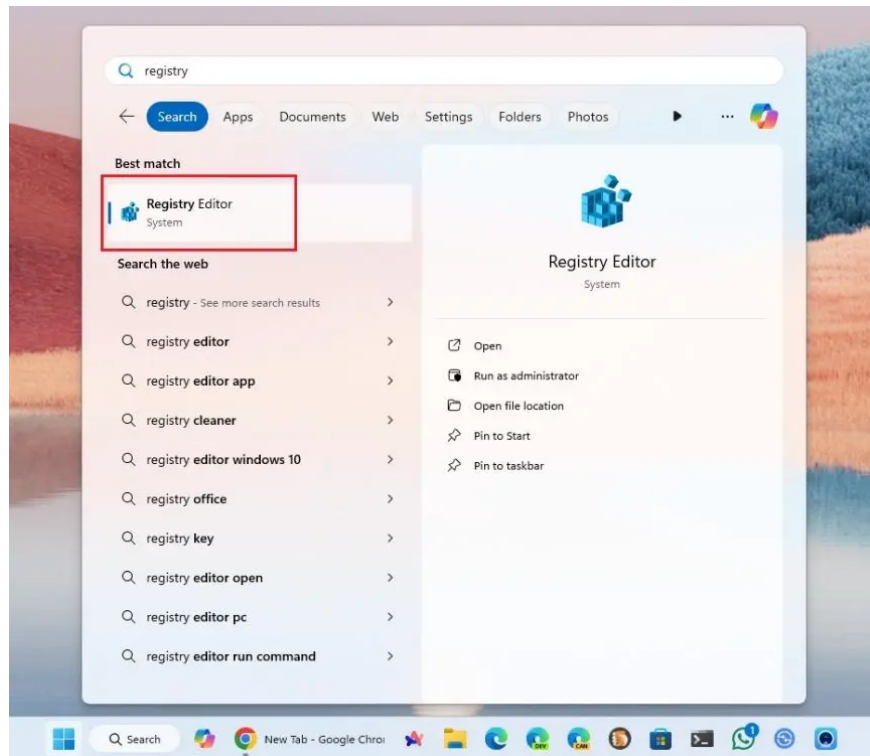 registry
Search Apps Documents Web Settings Folders Photos ...
Best match
Registry Editor
System
Search the web
registry - See more search results
registry editor
registry editor app
registry cleaner
registry editor windows 10
registry office
registry key
registry editor open
registry editor pc
registry editor run command
Registry Editor
System
Open
Run as administrator
Open file location
Pin to Start
Pin to taskbar
Search New Tab - Google Chro DEV CAN 1